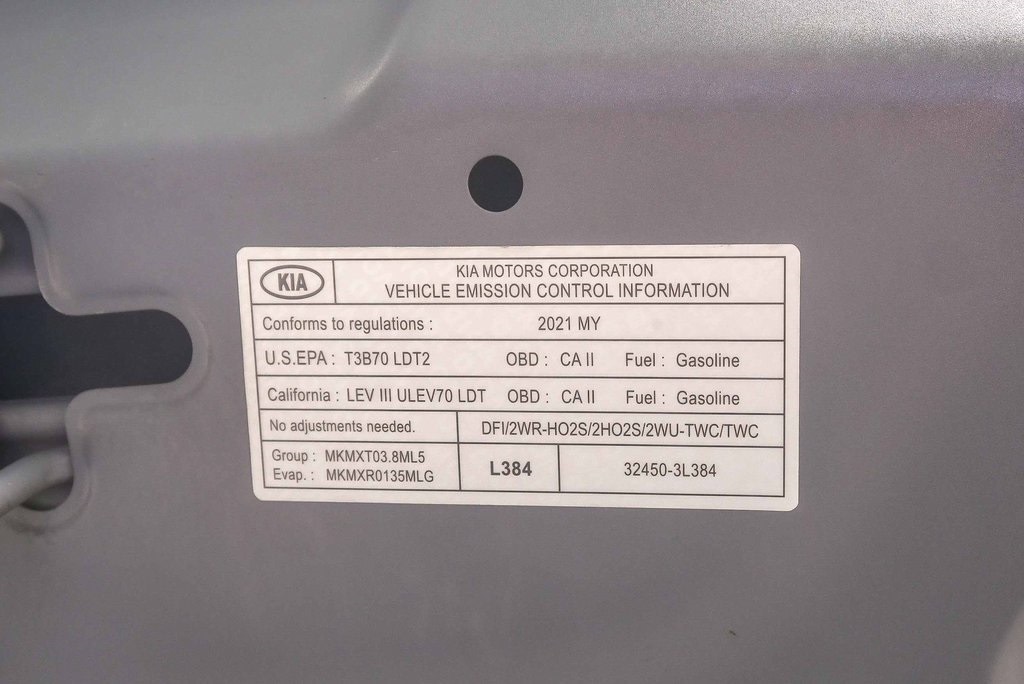 KIA
KIA MOTORS CORPORATION
VEHICLE EMISSION CONTROL INFORMATION
Conforms to regulations : 2021 MY
U.S.EPA : T3B70 LDT2 OBD : CA II Fuel : Gasoline
California : LEV III ULEV70 LDT OBD : CA II Fuel : Gasoline
No adjustments needed. DFI/2WR-HO2S/2HO2S/2WU-TWC/TWC
Group : MKMXT03.8ML5
Evap. : MKMXR0135MLG
L384 32450-3L384